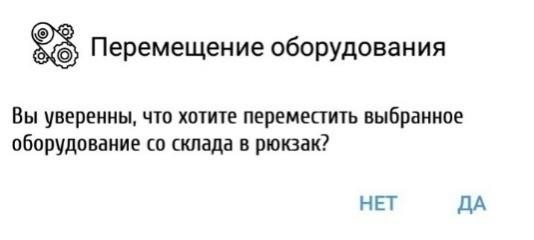 Перемещение оборудования
Вы уверенны, что хотите переместить выбранное
оборудование со склада в рюкзак?
НЕТ ДА